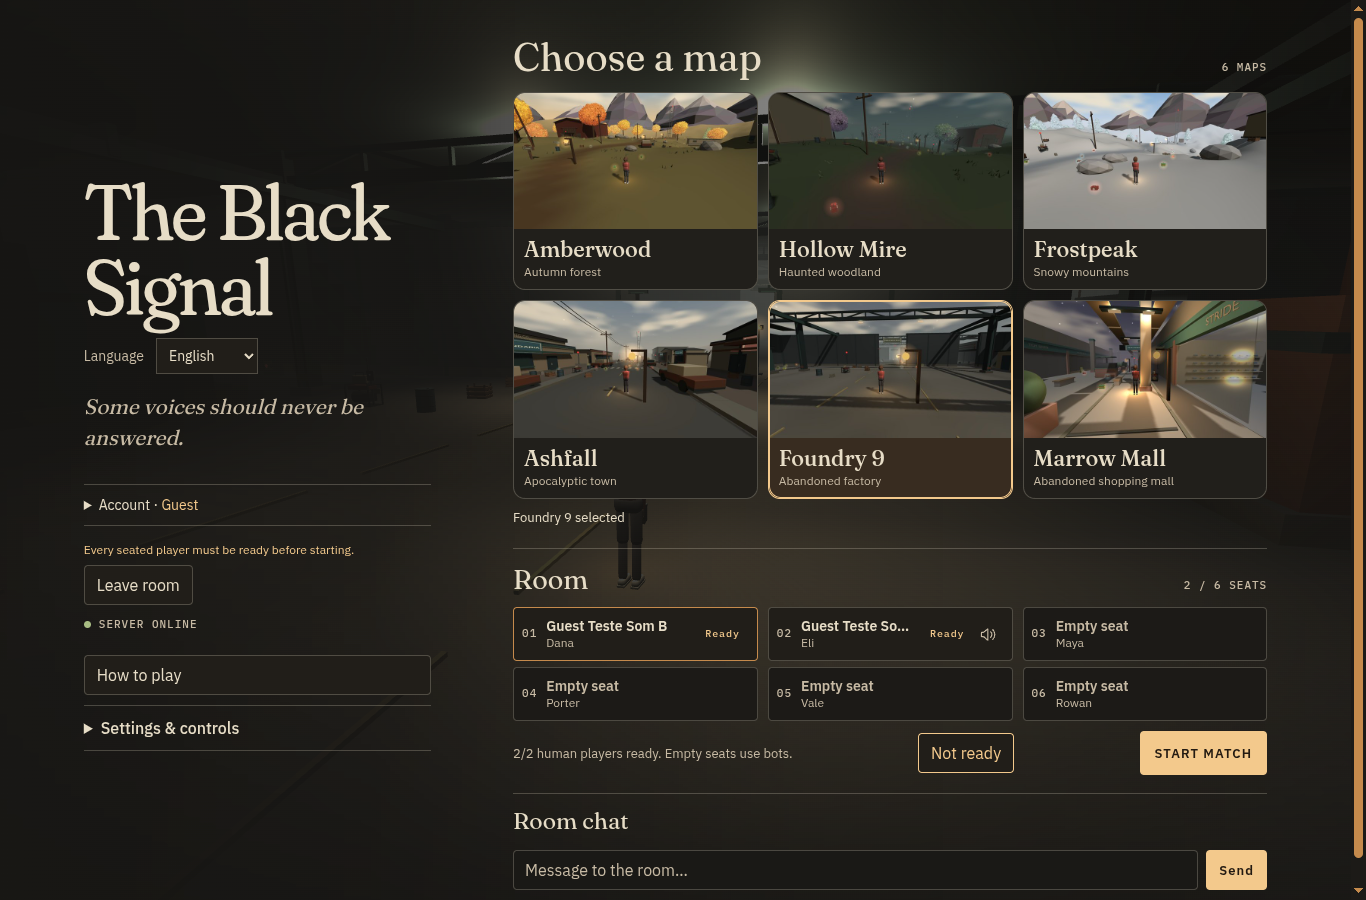 The Black
Signal
Language
English
Some voices should never be
answered.
Account · Guest
Every seated player must be ready before starting.
Leave room
SERVER ONLINE
How to play
Settings & controls
Choose a map
6 MAPS
Amberwood
Autumn forest
Hollow Mire
Haunted woodland
Frostpeak
Snowy mountains
Ashfall
Apocalyptic town
Foundry 9
Abandoned factory
STRIDE
Marrow Mall
Abandoned shopping mall
Foundry 9 selected
Room
2 / 6 SEATS
01 Guest Teste Som B Ready
Dana
02 Guest Teste So... Ready
Eli
03 Empty seat
Maya
04 Empty seat
Porter
05 Empty seat
Vale
06 Empty seat
Rowan
2/2 human players ready. Empty seats use bots.
Not ready
START MATCH
Room chat
Message to the room...
Send